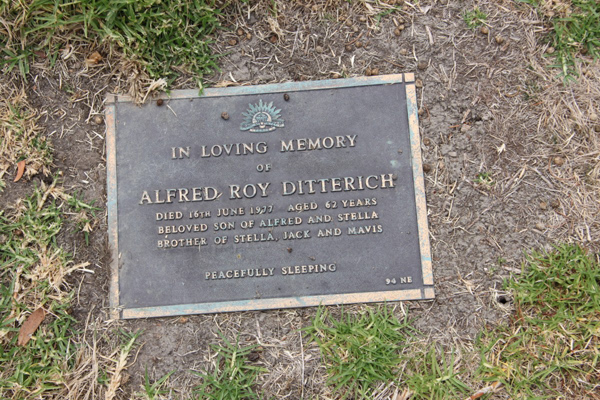 IN LOVING MEMORY
OF
ALFRED ROY DITTERICH
DIED 16TH JUNE 1977 AGED 62 YEARS
BELOVED SON OF ALFRED AND STELLA
BROTHER OF STELLA, JACK AND MAVIS
PEACEFULLY SLEEPING
94 NE